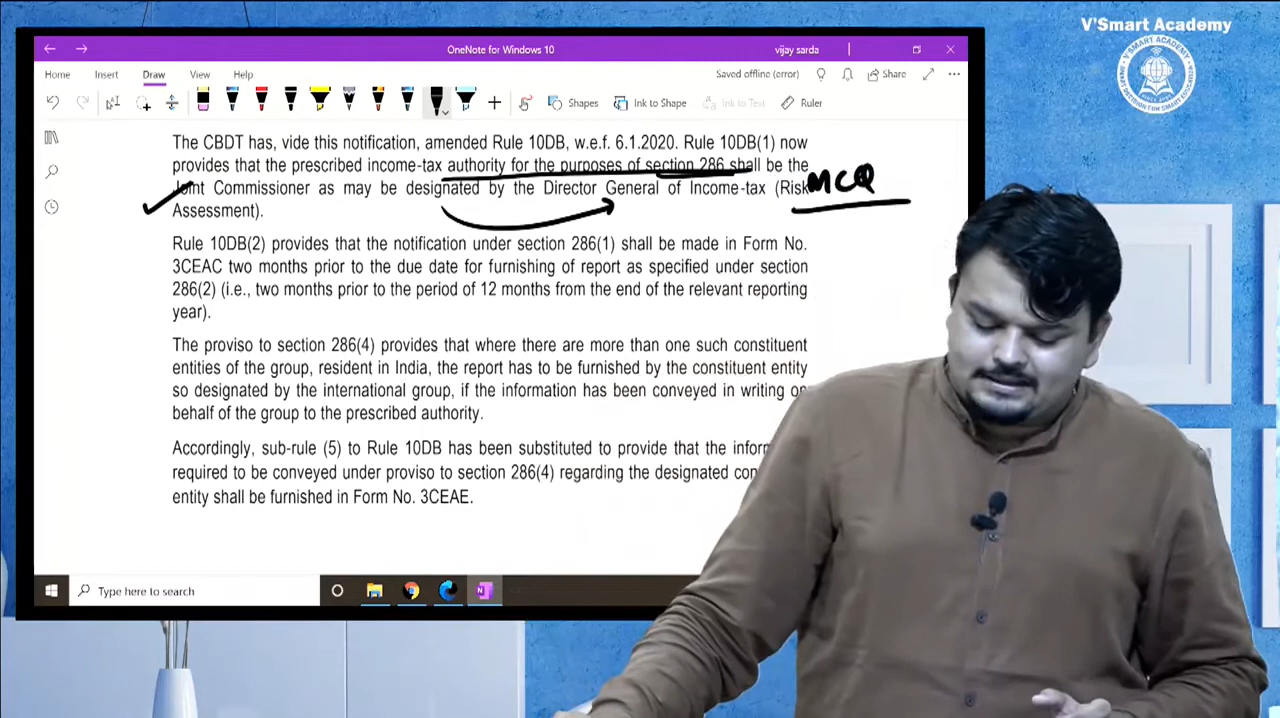 V'Smart Academy
OneNote for Windows 10
vijay sarda
Home Insert Draw View Help
Saved offline (error)
Share
Shapes
Ink to Shape
Ink to Text
Ruler
The CBDT has, vide this notification, amended Rule 10DB, w.e.f. 6.1.2020. Rule 10DB(1) now
provides that the prescribed income-tax authority for the purposes of section 286 shall be the
Joint Commissioner as may be designated by the Director General of Income-tax (Risk
MCQ
Assessment).
Rule 10DB(2) provides that the notification under section 286(1) shall be made in Form No.
3CEAC two months prior to the due date for furnishing of report as specified under section
286(2) (i.e., two months prior to the period of 12 months from the end of the relevant reporting
year).
The proviso to section 286(4) provides that where there are more than one such constituent
entities of the group, resident in India, the report has to be furnished by the constituent entity
so designated by the international group, if the information has been conveyed in writing on
behalf of the group to the prescribed authority.
Accordingly, sub-rule (5) to Rule 10DB has been substituted to provide that the
required to be conveyed under proviso to section 286(4) regarding the designated
entity shall be furnished in Form No. 3CEAE.
Type here to search